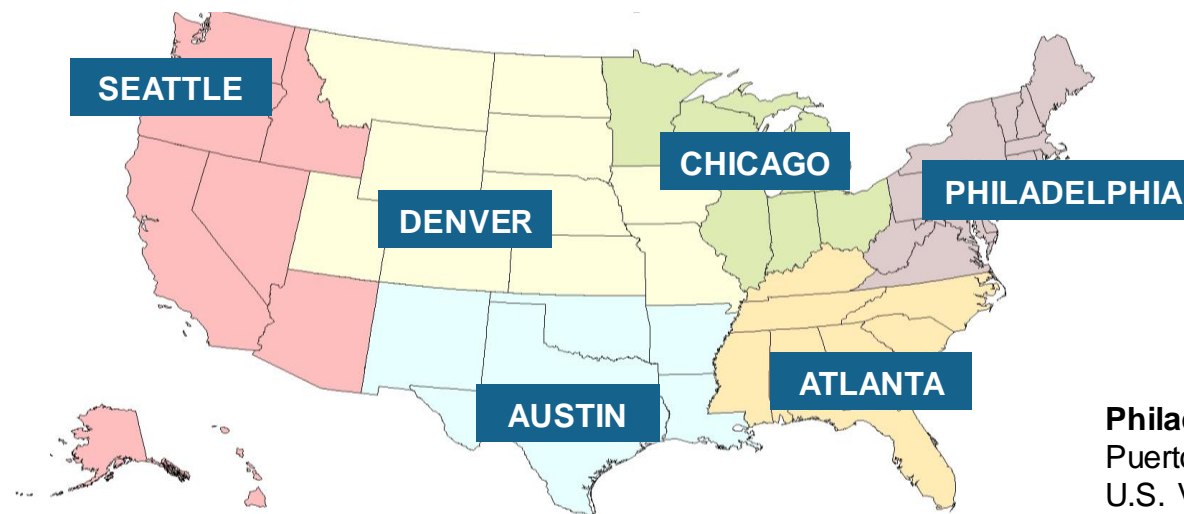 SEATTLE
CHICAGO
PHILADELPHIA
DENVER
ATLANTA
AUSTIN
U.S.